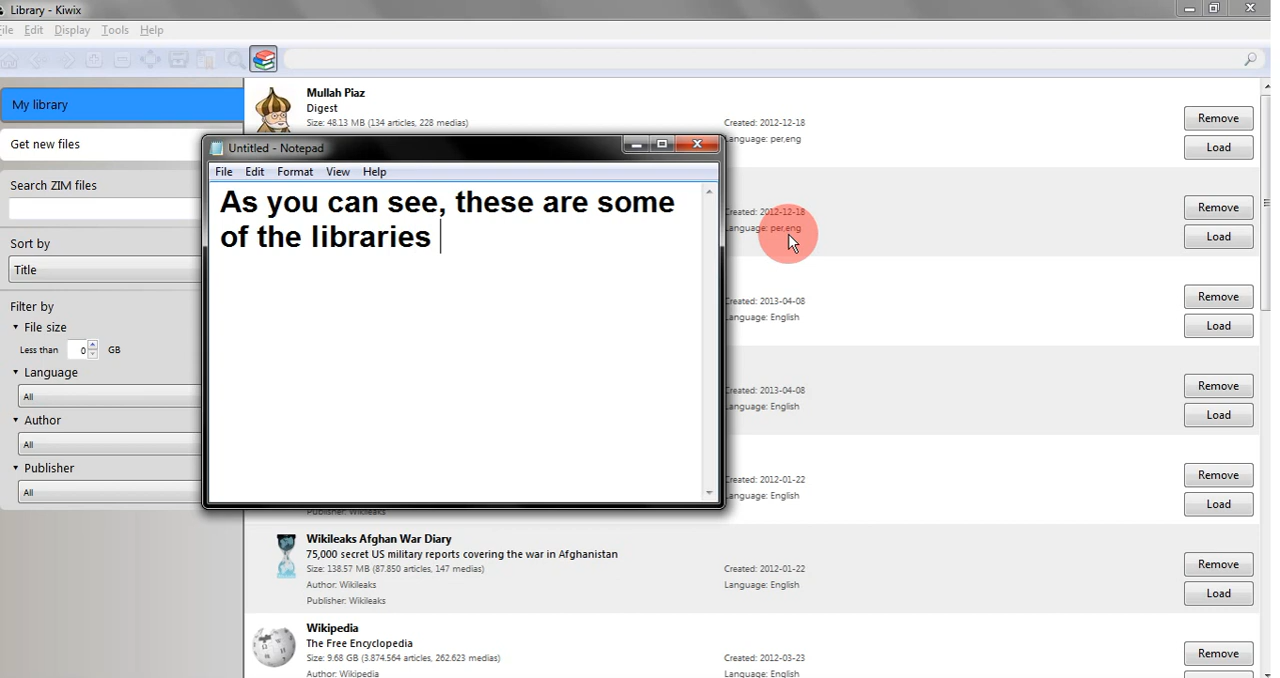 Library - Kiwix
File Edit Display Tools Help
My library
Get new files
Search ZIM files
Sort by
Title
Filter by
File size
Less than 0 GB
Language
All
Author
All
Publisher
All
Mullah Piaz
Digest
Size: 48.13 MB (134 articles, 228 medias)
Created: 2012-12-18
Language: per,eng
Remove
Load
Untitled - Notepad
File Edit Format View Help
As you can see, these are some
of the libraries
Created: 2012-12-18
Language: per,eng
Remove
Load
Created: 2013-04-08
Language: English
Remove
Load
Created: 2013-04-08
Language: English
Remove
Load
Created: 2012-01-22
Language: English
Publisher: Wikileaks
Remove
Load
Wikileaks Afghan War Diary
75,000 secret US military reports covering the war in Afghanistan
Size: 138.57 MB (87.850 articles, 147 medias)
Author: Wikileaks
Publisher: Wikileaks
Created: 2012-01-22
Language: English
Remove
Load
Wikipedia
The Free Encyclopedia
Size: 9.68 GB (3.874.564 articles, 262.623 medias)
Author: Wikipedia
Created: 2012-03-23
Language: English
Remove